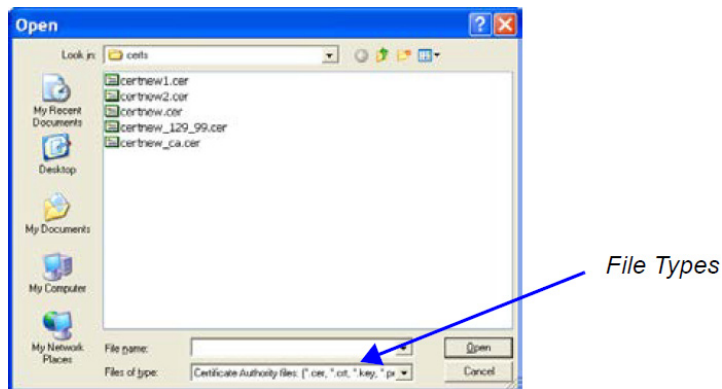 Open
Look in:
certs
certnew1.cer
certnew2.cer
certnew.cer
certnew_129_99.cer
certnew_ca.cer
My Recent
Documents
Desktop
My Documents
My Computer
My Network
Places
File name:
Open
Files of type:
Certificate Authority files: (*.cer, *.crt, *.key, *.p
Cancel
File Types